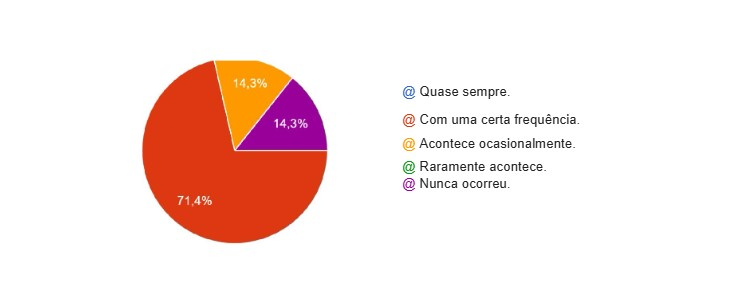 14,3%
14,3%
71,4%
@ Quase sempre.
@ Com uma certa frequência.
@ Acontece ocasionalmente.
@ Raramente acontece.
@ Nunca ocorreu.